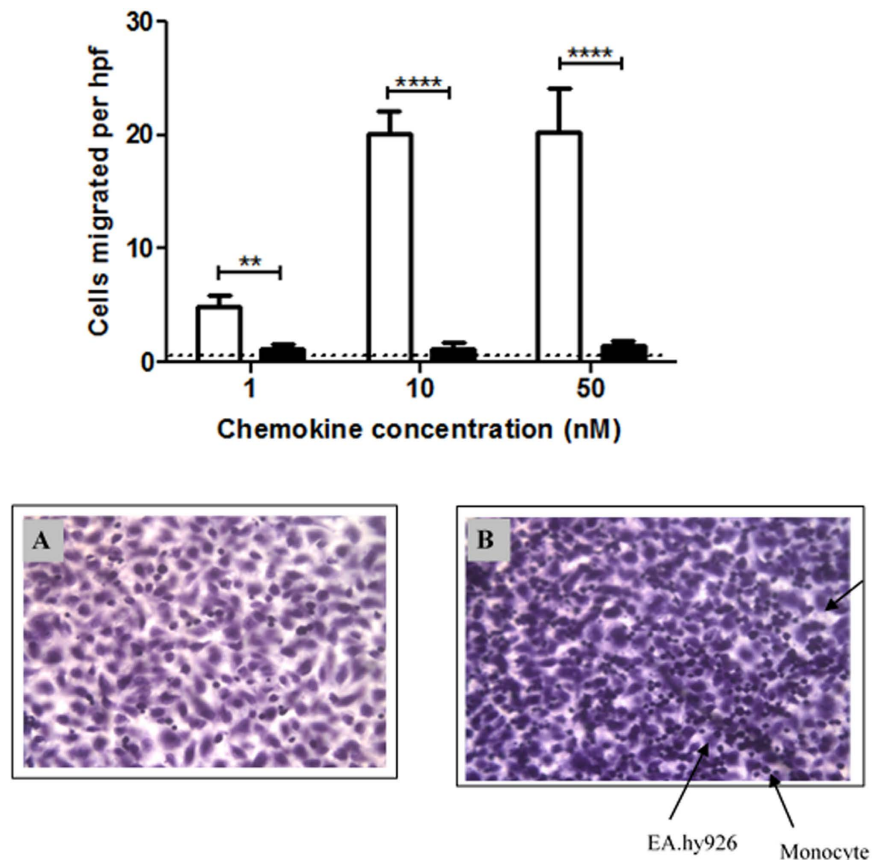 30
20
10
0
**
****
****
1 10 50
Cells migrated per hpf
Chemokine concentration (nM)
A
B
EA.hy926
Monocyte